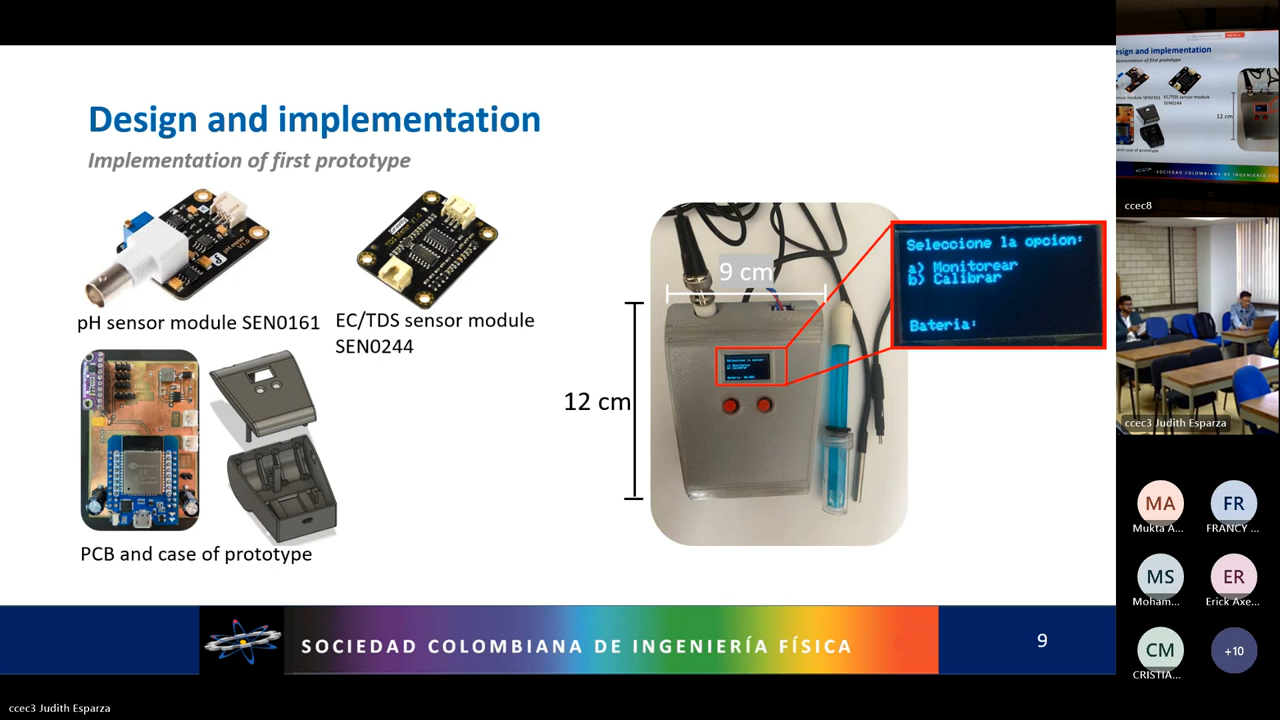 Design and implementation
Implementation of first prototype
pH sensor module SEN0161
EC/TDS sensor module
SEN0244
PCB and case of prototype
9 cm
12 cm
Seleccione la opcion:
a) Monitorear
b) Calibrar
Bateria:
SOCIEDAD COLOMBIANA DE INGENIERÍA FÍSICA
9
ccec8
ccec3 Judith Esparza
MA
Mukta A...
FR
FRANCY ...
MS
Moham...
ER
Erick Axe...
CM
CRISTIA...
+10
ccec3 Judith Esparza